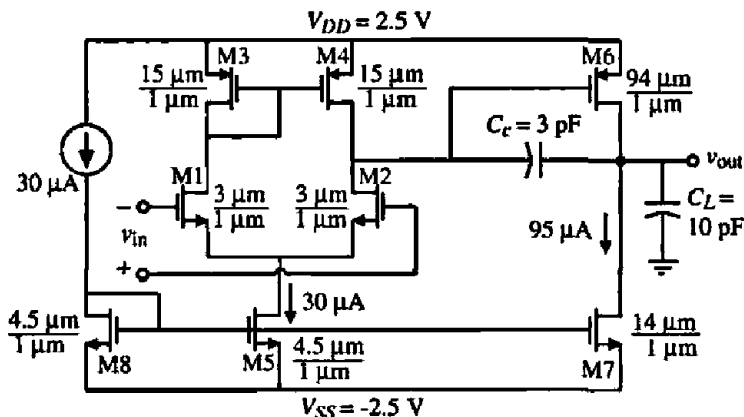 V_DD = 2.5 V
M3
M4
M6
15 μm
1 μm
15 μm
1 μm
94 μm
1 μm
C_c = 3 pF
v_out
30 μA
M1
M2
3 μm
1 μm
3 μm
1 μm
−
v_in
+
C_L =
10 pF
95 μA
30 μA
4.5 μm
1 μm
M8
M5
4.5 μm
1 μm
14 μm
1 μm
M7
V_SS = -2.5 V